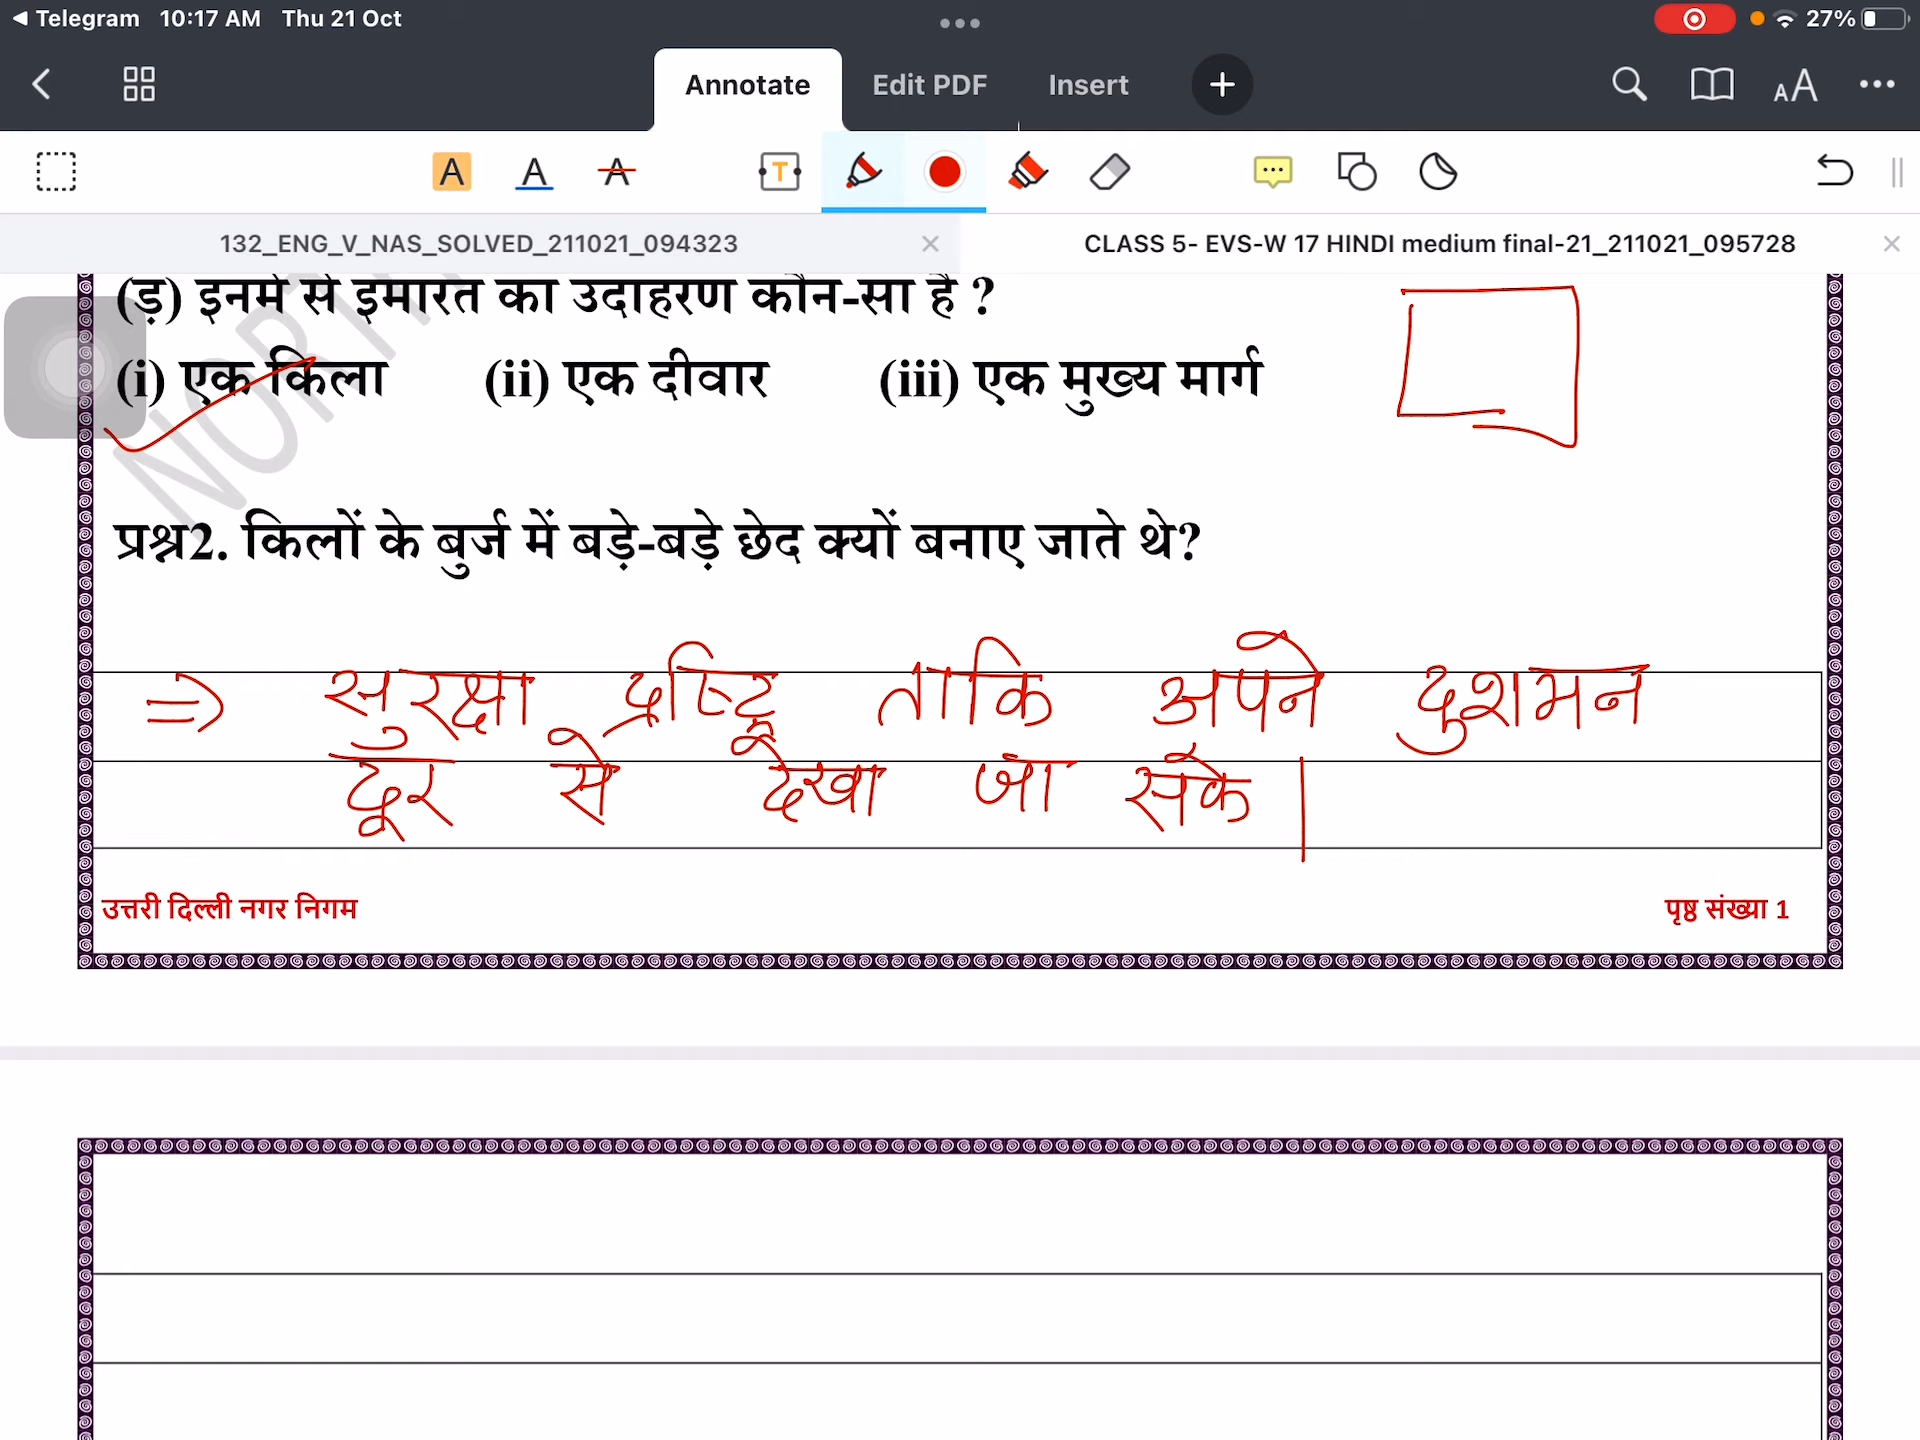 Telegram 10:17 AM Thu 21 Oct
27%
Annotate Edit PDF Insert
132_ENG_V_NAS_SOLVED_211021_094323
CLASS 5- EVS-W 17 HINDI medium final-21_211021_095728
(ड़) इनमें से इमारत का उदाहरण कौन-सा है ?
(i) एक किला (ii) एक दीवार (iii) एक मुख्य मार्ग
प्रश्न2. किलों के बुर्ज में बड़े-बड़े छेद क्यों बनाए जाते थे?
=> सुरक्षा द्रष्टि ताकि अपने दुशमन
दूर से देखा जा सके |
उत्तरी दिल्ली नगर निगम
पृष्ठ संख्या 1